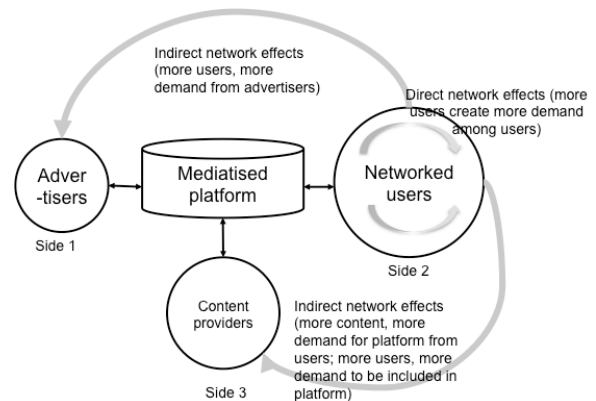 Indirect network effects
(more users, more
demand from advertisers)
Direct network effects (more
users create more demand
among users)
Adver
-tisers
Mediatised
platform
Networked
users
Side 1
Side 2
Content
providers
Indirect network effects
(more content, more
demand for platform from
users; more users, more
demand to be included in
platform)
Side 3